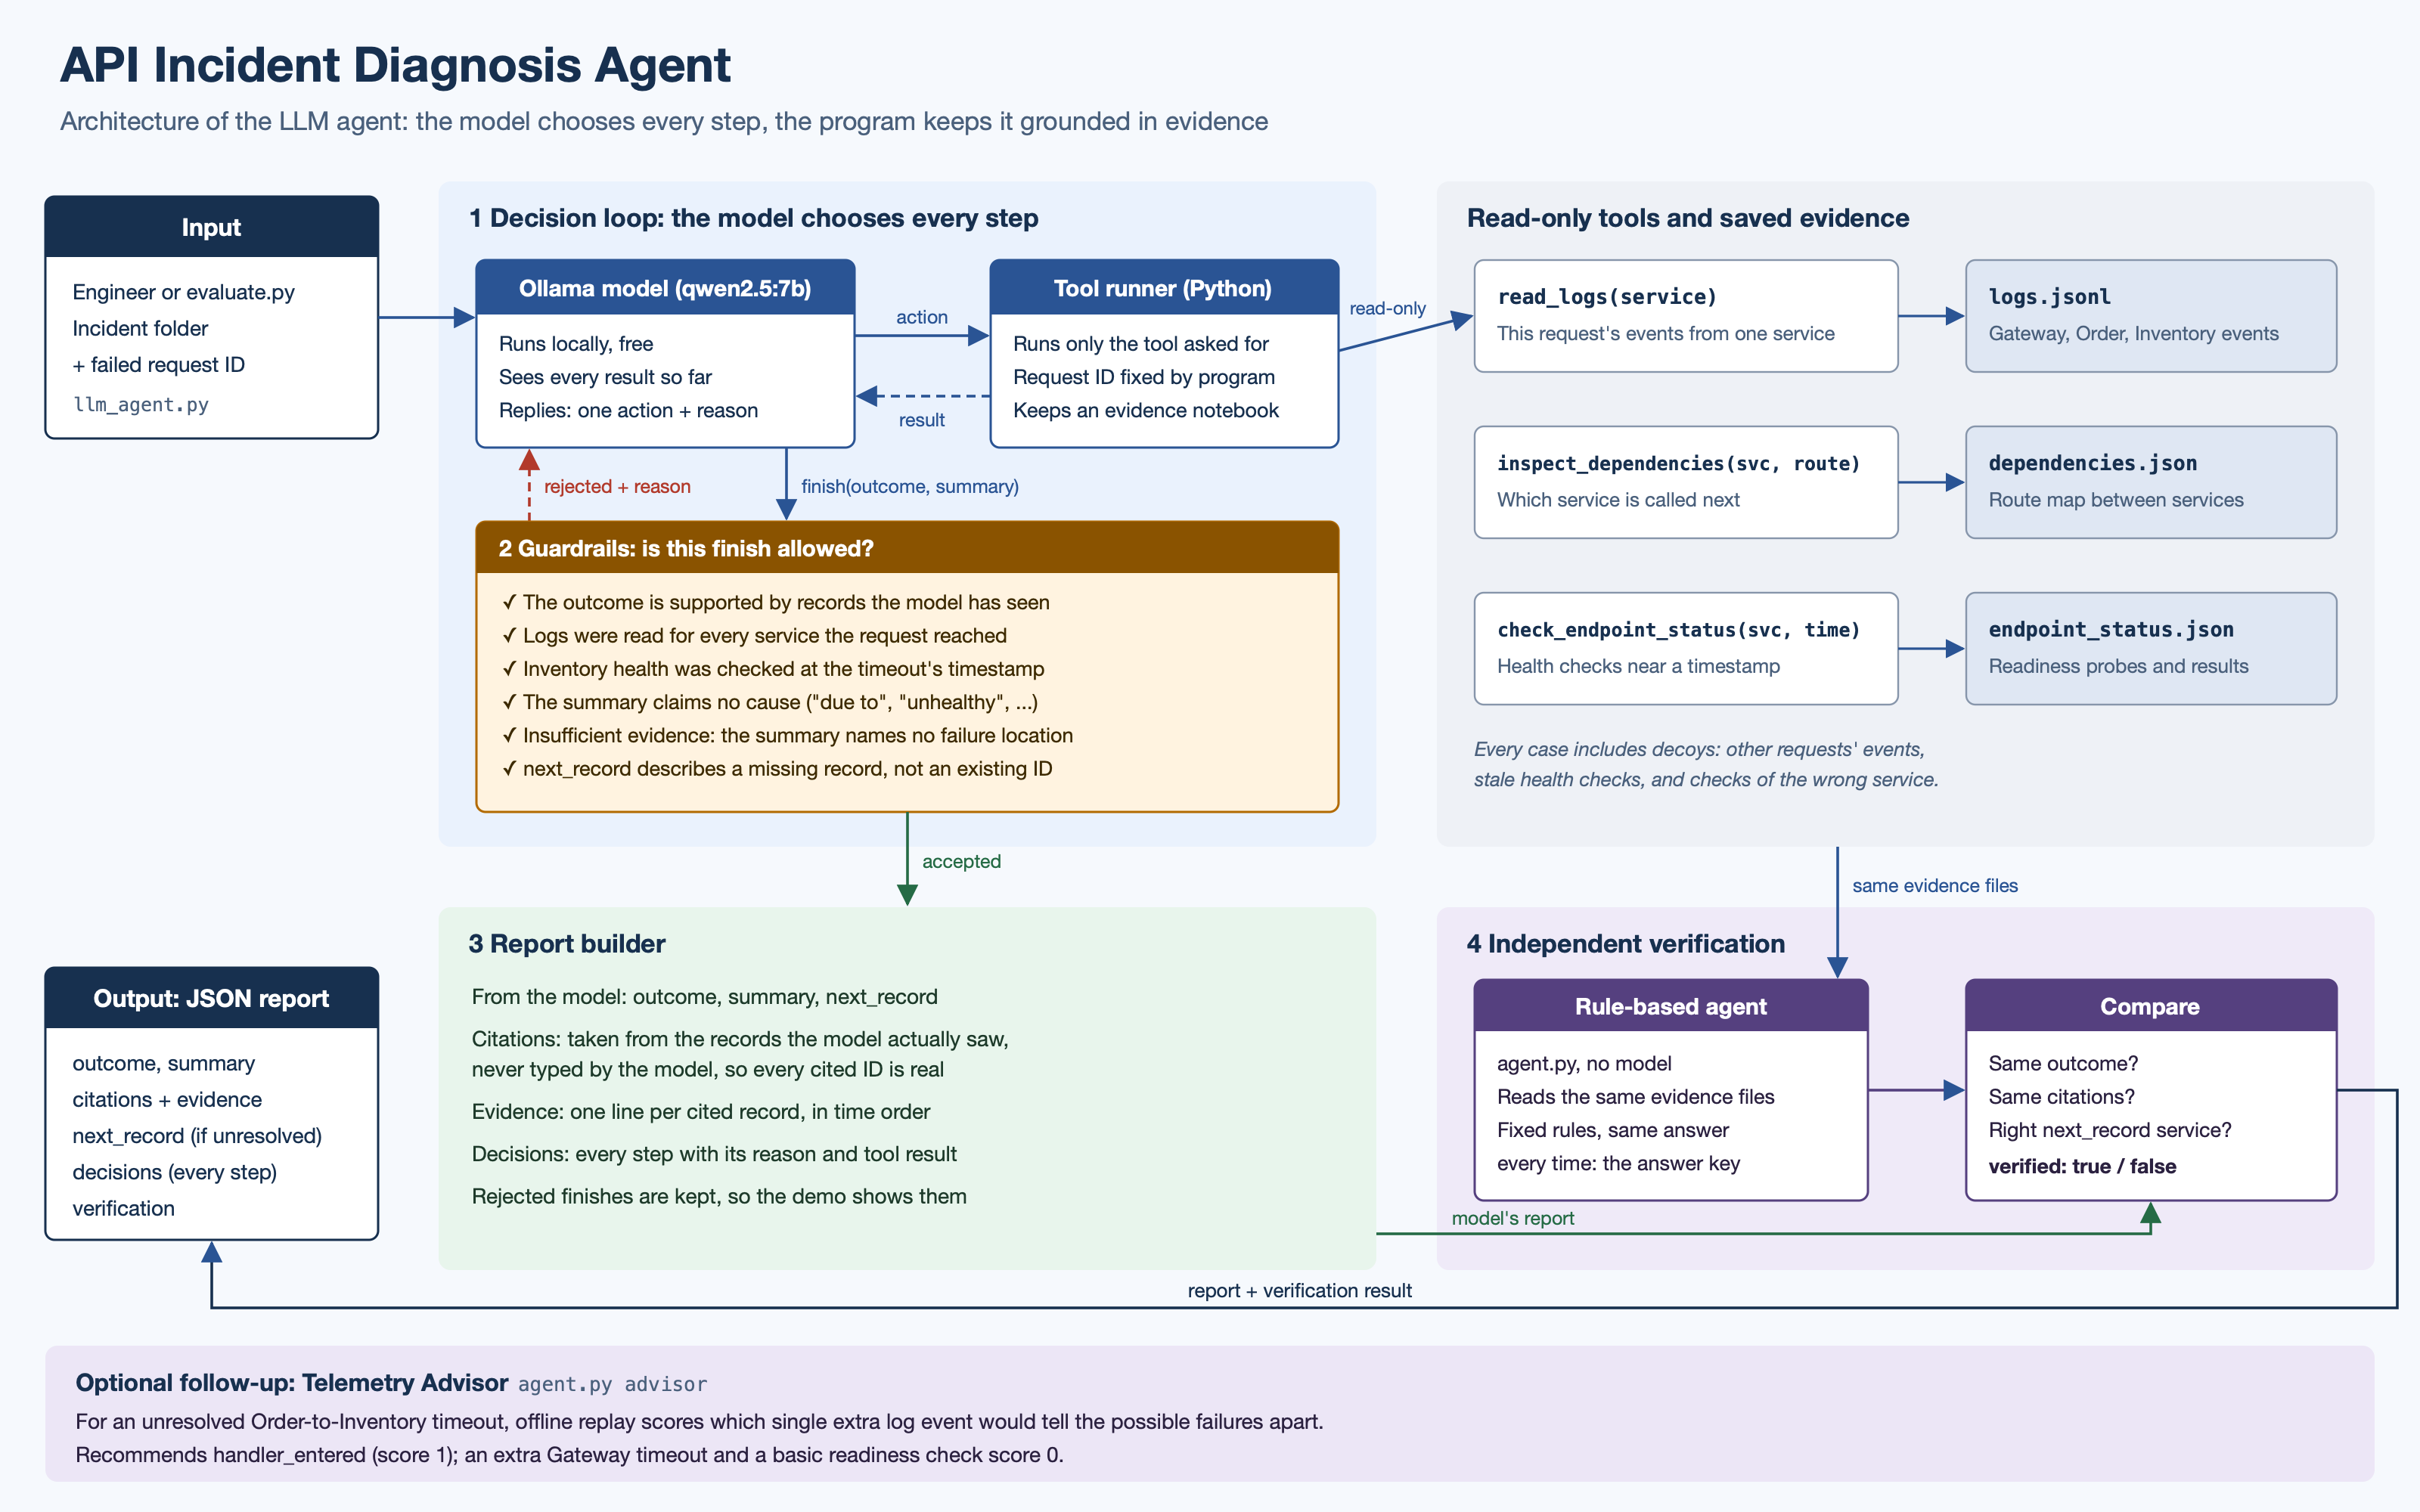 API Incident Diagnosis Agent
Architecture of the LLM agent: the model chooses every step, the program keeps it grounded in evidence
Input
Engineer or evaluate.py
Incident folder
+ failed request ID
llm_agent.py
1 Decision loop: the model chooses every step
Ollama model (qwen2.5:7b)
Runs locally, free
Sees every result so far
Replies: one action + reason
action
result
Tool runner (Python)
Runs only the tool asked for
Request ID fixed by program
Keeps an evidence notebook
read-only
rejected + reason
finish(outcome, summary)
2 Guardrails: is this finish allowed?
✓ The outcome is supported by records the model has seen
✓ Logs were read for every service the request reached
✓ Inventory health was checked at the timeout's timestamp
✓ The summary claims no cause ("due to", "unhealthy", ...)
✓ Insufficient evidence: the summary names no failure location
✓ next_record describes a missing record, not an existing ID
accepted
Read-only tools and saved evidence
read_logs(service)
This request's events from one service
logs.jsonl
Gateway, Order, Inventory events
inspect_dependencies(svc, route)
Which service is called next
dependencies.json
Route map between services
check_endpoint_status(svc, time)
Health checks near a timestamp
endpoint_status.json
Readiness probes and results
Every case includes decoys: other requests' events,
stale health checks, and checks of the wrong service.
same evidence files
3 Report builder
From the model: outcome, summary, next_record
Citations: taken from the records the model actually saw,
never typed by the model, so every cited ID is real
Evidence: one line per cited record, in time order
Decisions: every step with its reason and tool result
Rejected finishes are kept, so the demo shows them
4 Independent verification
Rule-based agent
agent.py, no model
Reads the same evidence files
Fixed rules, same answer
every time: the answer key
Compare
Same outcome?
Same citations?
Right next_record service?
verified: true / false
model's report
Output: JSON report
outcome, summary
citations + evidence
next_record (if unresolved)
decisions (every step)
verification
report + verification result
Optional follow-up: Telemetry Advisor agent.py advisor
For an unresolved Order-to-Inventory timeout, offline replay scores which single extra log event would tell the possible failures apart.
Recommends handler_entered (score 1); an extra Gateway timeout and a basic readiness check score 0.